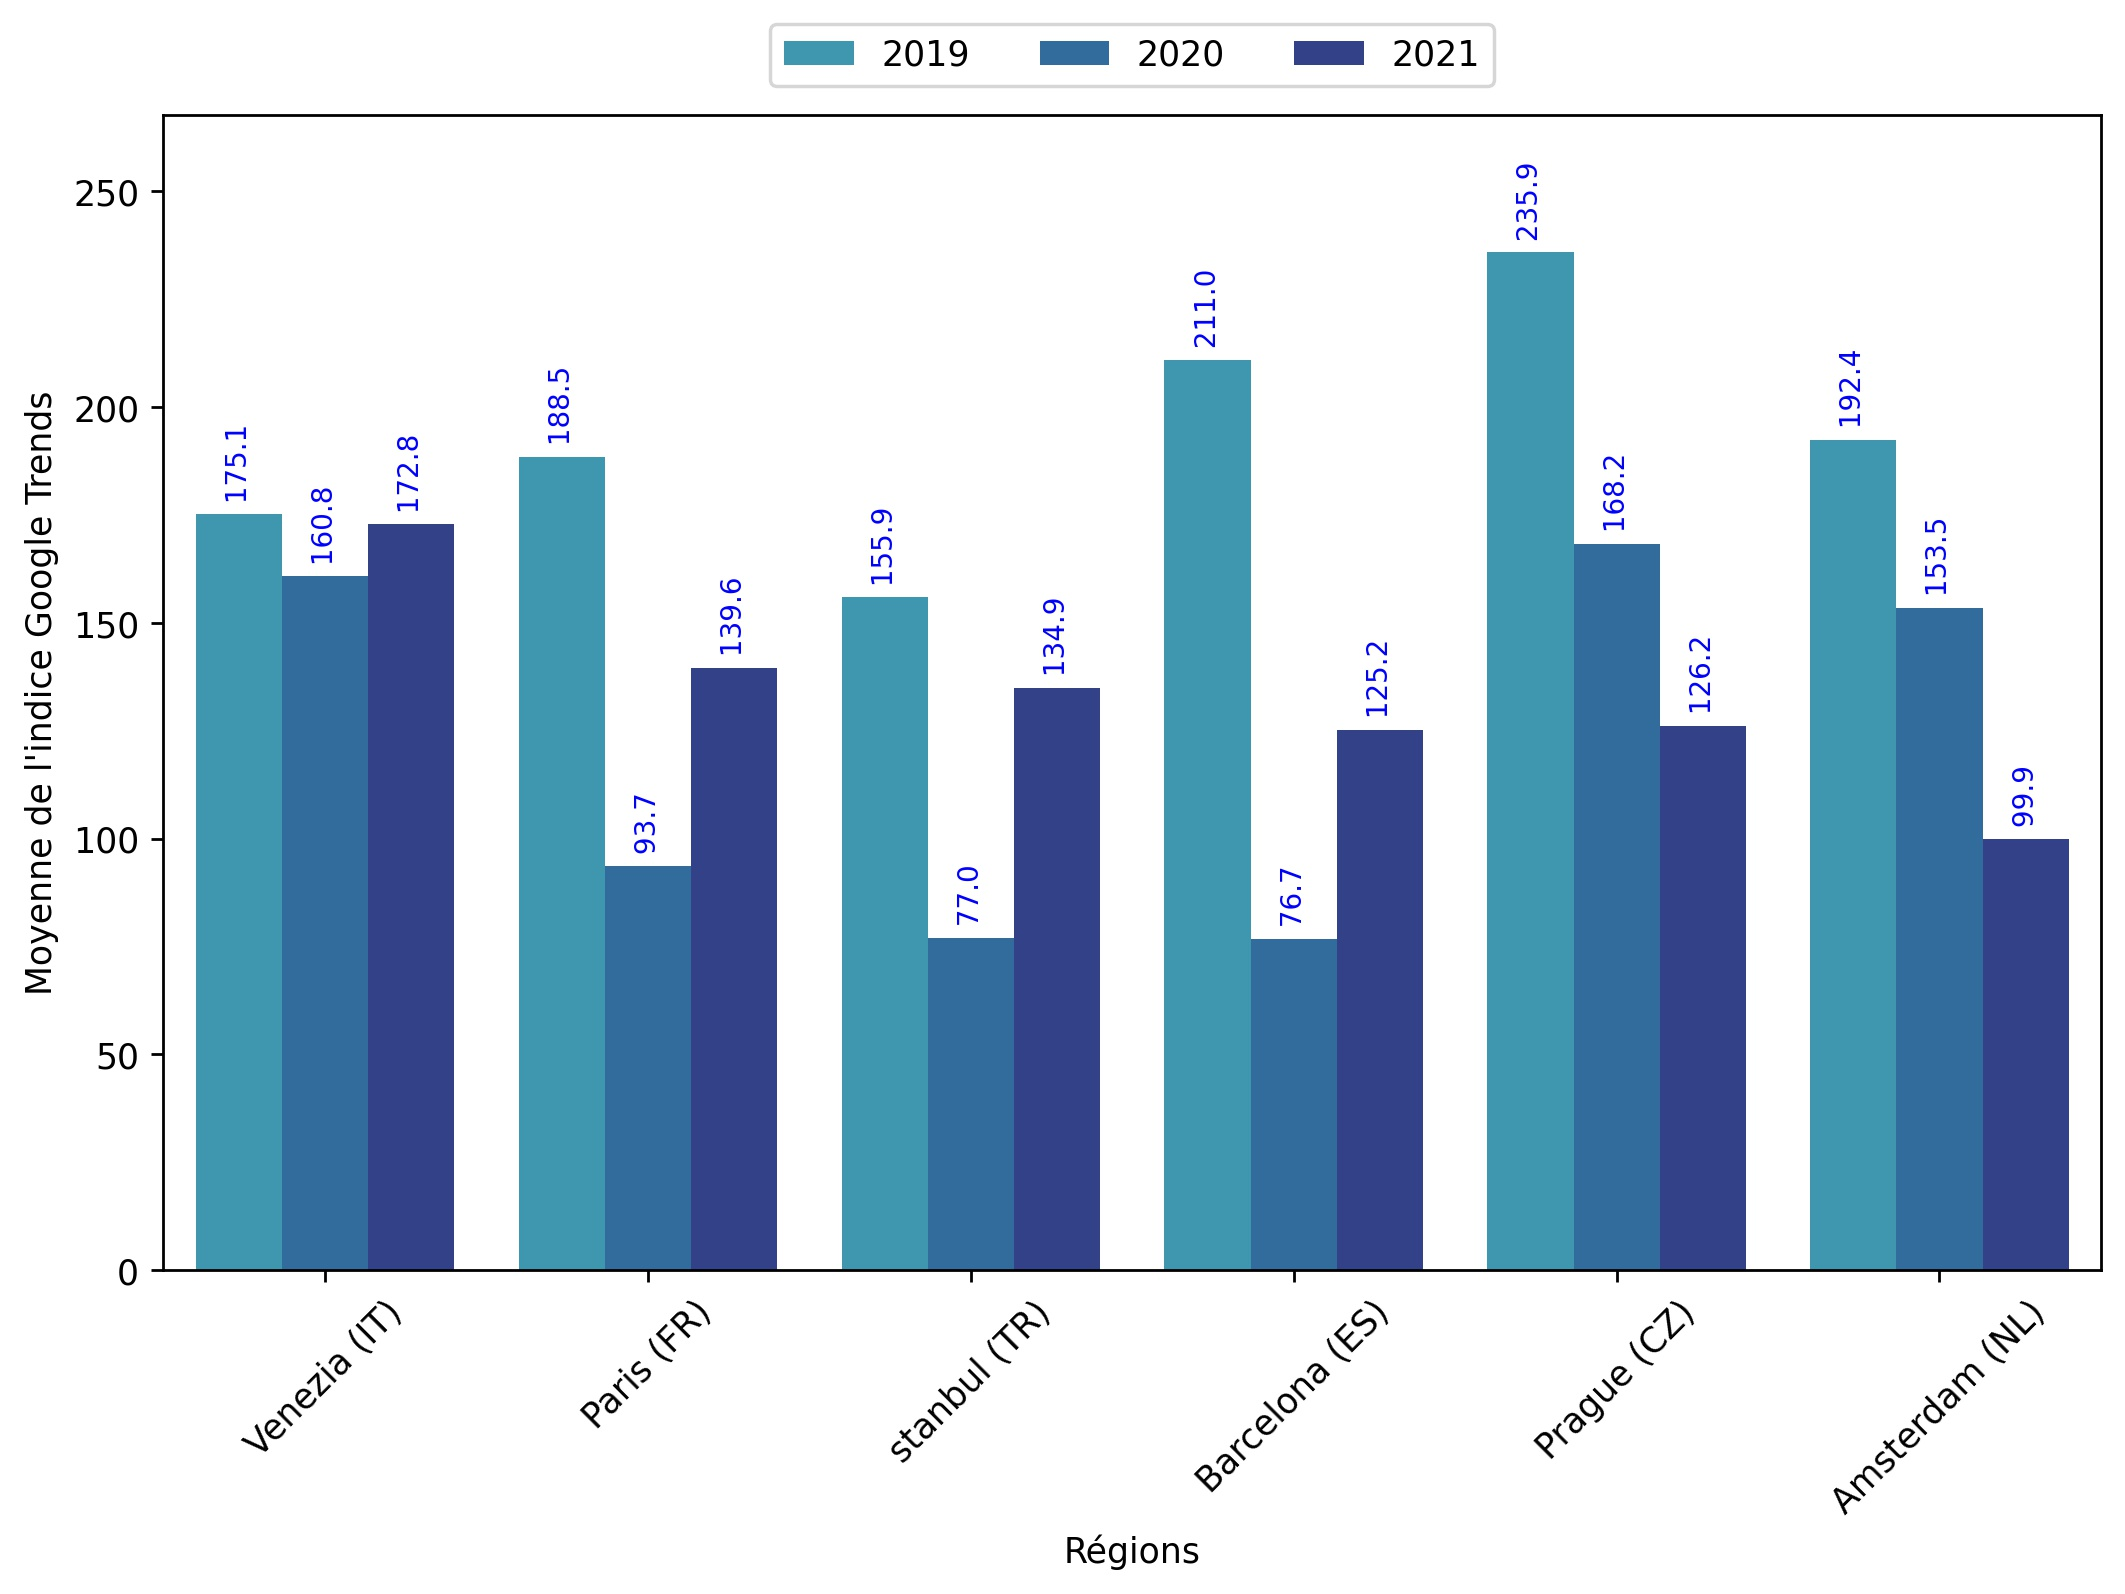 2019 2020 2021
Moyenne de l'indice Google Trends
250
200
150
100
50
0
175.1 160.8 172.8
188.5 93.7 139.6
155.9 77.0 134.9
211.0 76.7 125.2
235.9 168.2 126.2
192.4 153.5 99.9
Venezia (IT)
Paris (FR)
stanbul (TR)
Barcelona (ES)
Prague (CZ)
Amsterdam (NL)
Régions